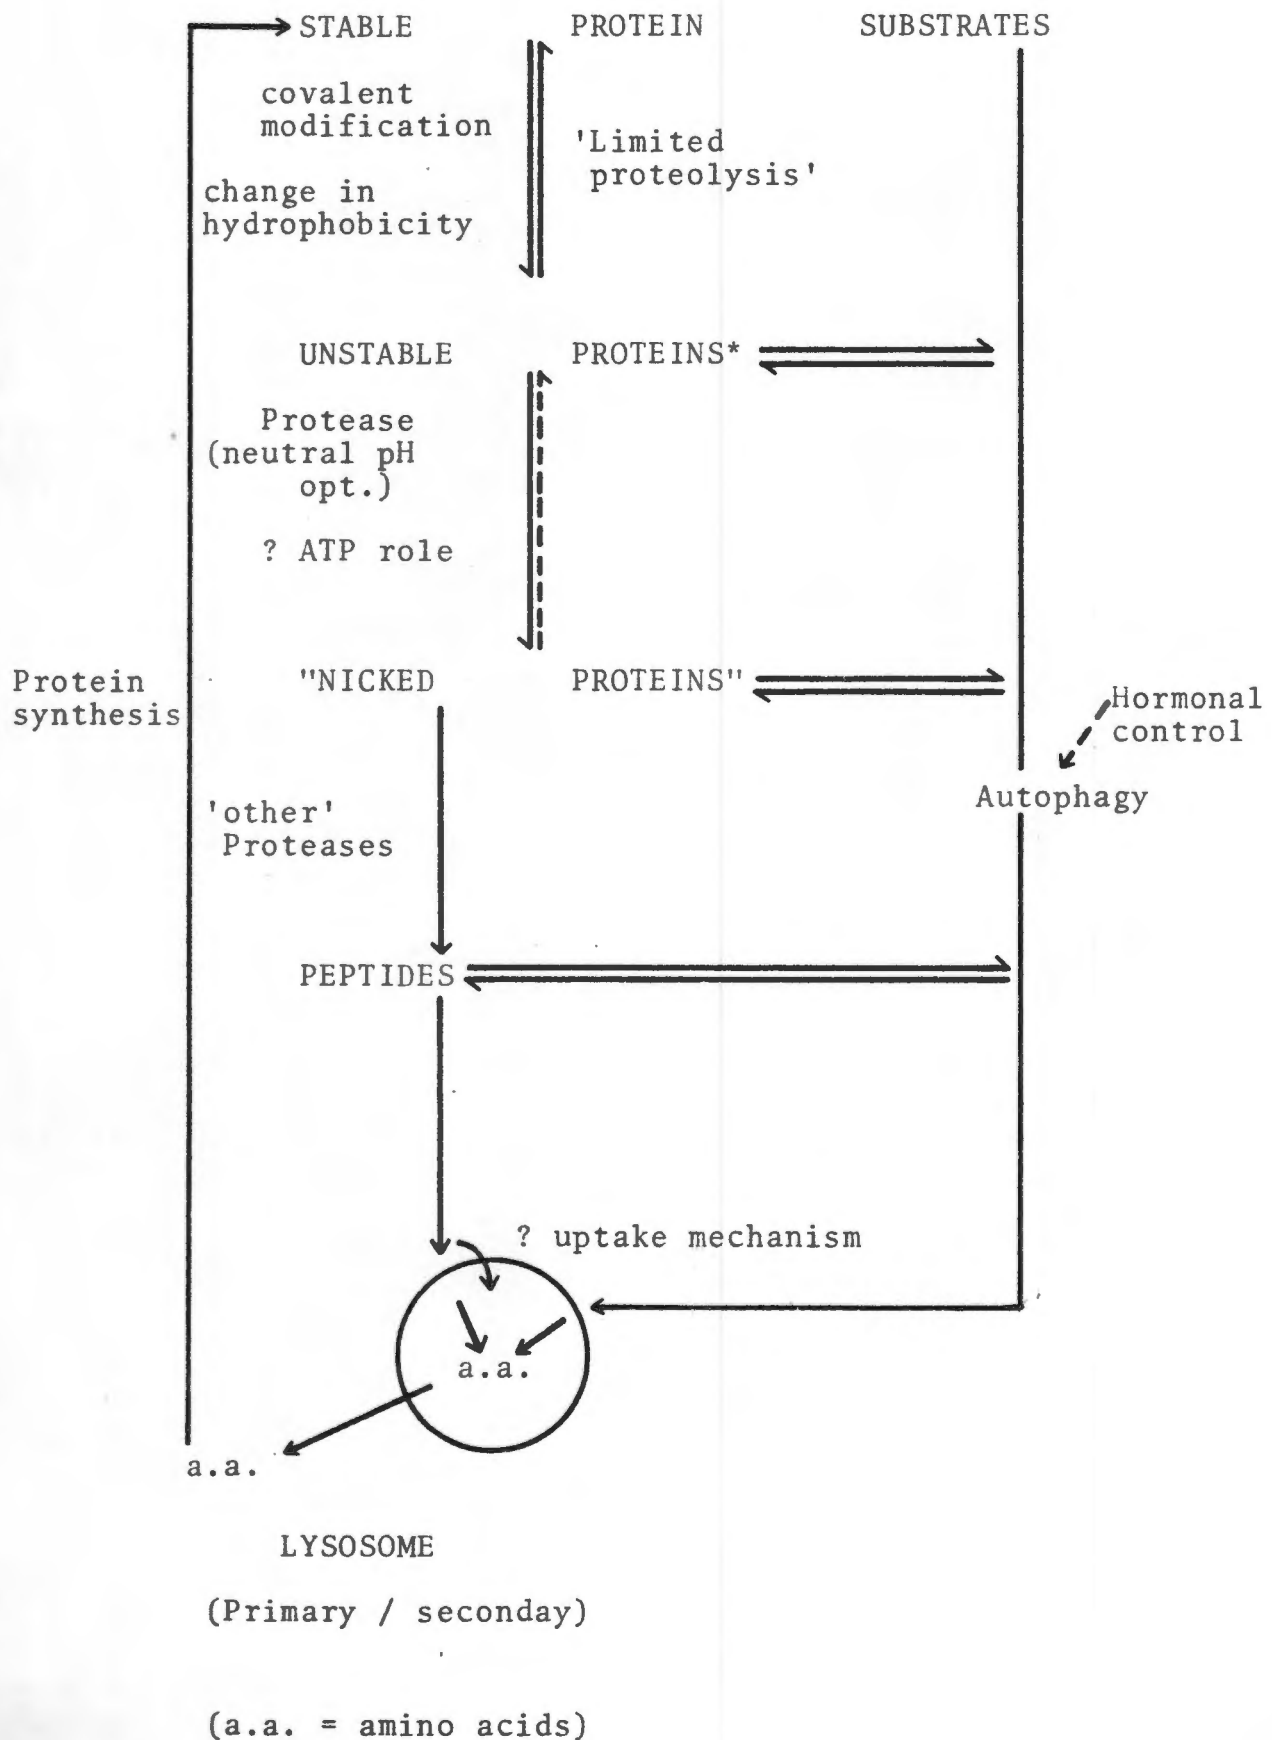 STABLE PROTEIN SUBSTRATES
covalent
modification
'Limited
proteolysis'
change in
hydrophobicity
UNSTABLE PROTEINS*
Protease
(neutral pH
opt.)
? ATP role
"NICKED PROTEINS"
Protein
synthesis
Hormonal
control
Autophagy
'other'
Proteases
PEPTIDES
? uptake mechanism
a.a.
a.a.
LYSOSOME
(Primary / seconday)
(a.a. = amino acids)